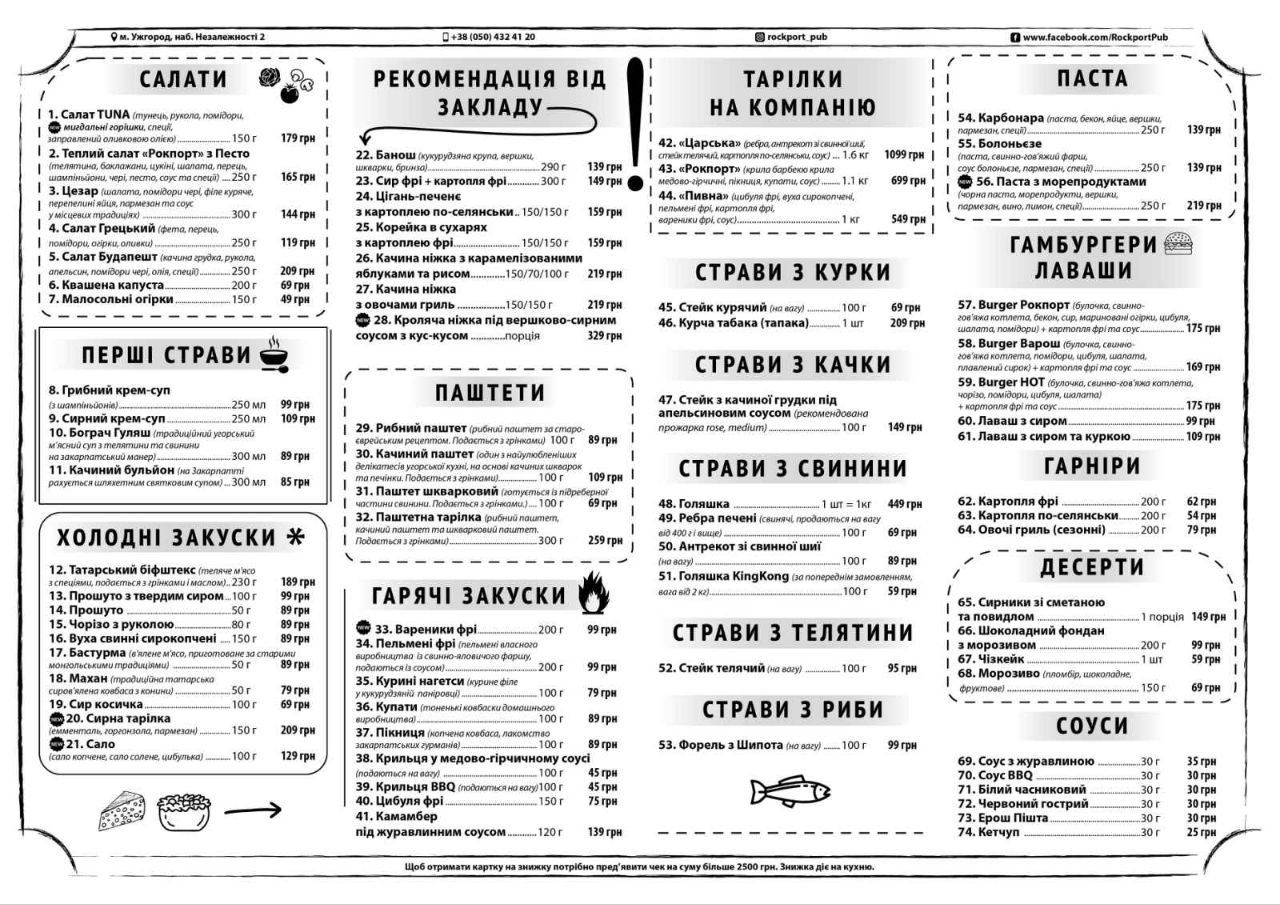 м. Ужгород, наб. Незалежності 2
+38 (050) 432 41 20
rockport_pub
www.facebook.com/RockportPub
САЛАТИ
1. Салат TUNA (тунець, рукола, помідори,
NEW мигдальні горішки, спеції,
заправлений оливковою олією) 150 г 179 грн
2. Теплий салат «Рокпорт» з Песто
(телятина, баклажани, цукіні, шалата, перець,
шампіньйони, чері, песто, соус та спеції) 250 г 165 грн
3. Цезар (шалата, помідори чері, філе куряче,
перепелині яйця, пармезан та соус
у місцевих традиціях) 300 г 144 грн
4. Салат Грецький (фета, перець,
помідори, огірки, оливки) 250 г 119 грн
5. Салат Будапешт (качина грудка, рукола,
апельсин, помідори чері, олія, спеції) 250 г 209 грн
6. Квашена капуста 200 г 69 грн
7. Малосольні огірки 150 г 49 грн
ПЕРШІ СТРАВИ
8. Грибний крем-суп
(з шампіньйонів) 250 мл 99 грн
9. Сирний крем-суп 250 мл 109 грн
10. Бограч Гуляш (традиційний угорський
м'ясний суп з телятини та свинини
на закарпатський манер) 300 мл 89 грн
11. Качиний бульйон (на Закарпатті
рахується шляхетним святковим супом) 300 мл 85 грн
ХОЛОДНІ ЗАКУСКИ
12. Татарський біфштекс (теляче м'ясо
з спеціями, подається з грінками і маслом) 230 г 189 грн
13. Прошуто з твердим сиром 100 г 99 грн
14. Прошуто 50 г 89 грн
15. Чорізо з руколою 80 г 89 грн
16. Вуха свинні сирокопчені 150 г 89 грн
17. Бастурма (в'ялене м'ясо, приготоване за старими
монгольськими традиціями) 50 г 89 грн
18. Махан (традиційна татарська
сиров'ялена ковбаса з конини) 50 г 79 грн
19. Сир косичка 100 г 69 грн
NEW 20. Сирна тарілка
(емменталь, горгонзола, пармезан) 150 г 209 грн
NEW 21. Сало
(сало копчене, сало солене, цибулька) 100 г 129 грн
РЕКОМЕНДАЦІЯ ВІД
ЗАКЛАДУ
22. Банош (кукурудзяна крупа, вершки,
шкварки, бринза) 290 г 139 грн
23. Сир фрі + картопля фрі 300 г 149 грн
24. Цігань-печенє
з картоплею по-селянськи 150/150 г 159 грн
25. Корейка в сухарях
з картоплею фрі 150/150 г 159 грн
26. Качина ніжка з карамелізованими
яблуками та рисом 150/70/100 г 219 грн
27. Качина ніжка
з овочами гриль 150/150 г 219 грн
NEW 28. Кроляча ніжка під вершково-сирним
соусом з кус-кусом порція 329 грн
ПАШТЕТИ
29. Рибний паштет (рибний паштет за старо-
єврейським рецептом. Подається з грінками) 100 г 89 грн
30. Качиний паштет (один з найулюбленіших
делікатесів угорської кухні, на основі качиних шкварок
та печінки. Подається з грінками) 100 г 109 грн
31. Паштет шкварковий (готується із підреберної
частини свинини. Подається з грінками.) 100 г 69 грн
32. Паштетна тарілка (рибний паштет,
качиний паштет та шкварковий паштет.
Подається з грінками) 300 г 259 грн
ГАРЯЧІ ЗАКУСКИ
NEW 33. Вареники фрі 200 г 99 грн
34. Пельмені фрі (пельмені власного
виробництва із свинно-яловичого фаршу,
подаються із соусом) 200 г 99 грн
35. Курині нагетси (курине філе
у кукурудзяній паніровці) 100 г 79 грн
36. Купати (тоненькі ковбаски домашнього
виробництва) 100 г 89 грн
37. Пікниця (копчена ковбаса, лакомство
закарпатських гурманів) 100 г 89 грн
38. Крильця у медово-гірчичному соусі
(подаються на вагу) 100 г 45 грн
39. Крильця BBQ (подаються на вагу) 100 г 45 грн
40. Цибуля фрі 150 г 75 грн
41. Камамбер
під журавлинним соусом 120 г 139 грн
ТАРІЛКИ
НА КОМПАНІЮ
42. «Царська» (ребра, антрекот зі свинної шиї,
стейк телячий, картопля по-селянськи, соус) 1.6 кг 1099 грн
43. «Рокпорт» (крила барбекю крила
медово-гірчичні, пікниця, купати, соус) 1.1 кг 699 грн
44. «Пивна» (цибуля фрі, вуха сирокопчені,
пельмені фрі, картопля фрі,
вареники фрі, соус) 1 кг 549 грн
СТРАВИ З КУРКИ
45. Стейк курячий (на вагу) 100 г 69 грн
46. Курча табака (тапака) 1 шт 209 грн
СТРАВИ З КАЧКИ
47. Стейк з качиної грудки під
апельсиновим соусом (рекомендована
прожарка rose, medium) 100 г 149 грн
СТРАВИ З СВИНИНИ
48. Голяшка 1 шт = 1кг 449 грн
49. Ребра печені (свинячі, продаються на вагу
від 400 г і вище) 100 г 69 грн
50. Антрекот зі свинної шиї
(на вагу) 100 г 89 грн
51. Голяшка KingKong (за попереднім замовленням,
вага від 2 кг) 100 г 59 грн
СТРАВИ З ТЕЛЯТИНИ
52. Стейк телячий (на вагу) 100 г 95 грн
СТРАВИ З РИБИ
53. Форель з Шипота (на вагу) 100 г 99 грн
ПАСТА
54. Карбонара (паста, бекон, яйце, вершки,
пармезан, спеції) 250 г 139 грн
55. Болоньєзе
(паста, свинно-гов'яжий фарш,
соус болоньєзе, пармезан, спеції) 250 г 139 грн
NEW 56. Паста з морепродуктами
(чорна паста, морепродукти, вершки,
пармезан, вино, лимон, спеції) 250 г 219 грн
ГАМБУРГЕРИ
ЛАВАШИ
57. Burger Рокпорт (булочка, свинно-
гов'яжа котлета, бекон, сир, мариновані огірки, цибуля,
шалата, помідори) + картопля фрі та соус 175 грн
58. Burger Варош (булочка, свинно-
гов'яжа котлета, помідори, цибуля, шалата,
плавлений сирок) + картопля фрі та соус 169 грн
59. Burger HOT (булочка, свинно-гов'яжа котлета,
чорізо, помідори, цибуля, шалата)
+ картопля фрі та соус 175 грн
60. Лаваш з сиром 99 грн
61. Лаваш з сиром та куркою 109 грн
ГАРНІРИ
62. Картопля фрі 200 г 62 грн
63. Картопля по-селянськи 200 г 54 грн
64. Овочі гриль (сезонні) 200 г 79 грн
ДЕСЕРТИ
65. Сирники зі сметаною
та повидлом 1 порція 149 грн
66. Шоколадний фондан
з морозивом 200 г 99 грн
67. Чізкейк 1 шт 59 грн
68. Морозиво (пломбір, шоколадне,
фруктове) 150 г 69 грн
СОУСИ
69. Соус з журавлиною 30 г 35 грн
70. Соус BBQ 30 г 30 грн
71. Білий часниковий 30 г 30 грн
72. Червоний гострий 30 г 30 грн
73. Ерош Пішта 30 г 30 грн
74. Кетчуп 30 г 25 грн
Щоб отримати картку на знижку потрібно пред'явити чек на суму більше 2500 грн. Знижка діє на кухню.